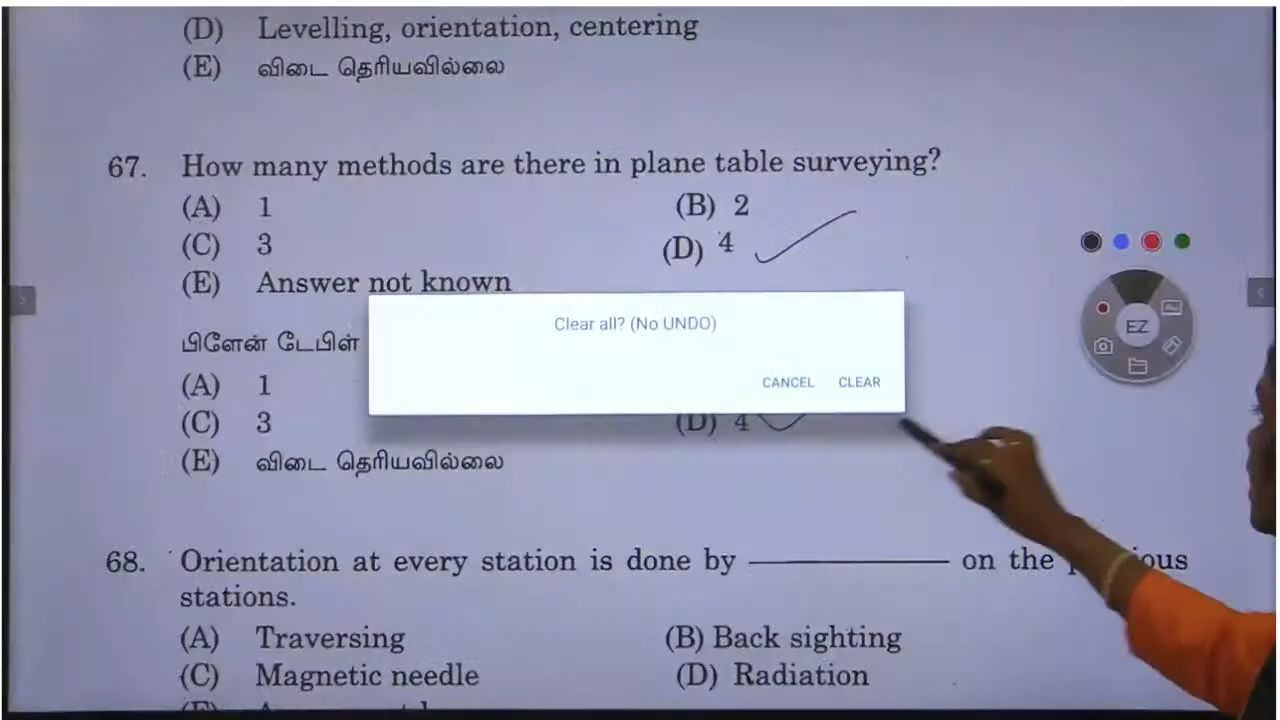 (D) Levelling, orientation, centering
(E) விடை தெரியவில்லை
67. How many methods are there in plane table surveying?
(A) 1 (B) 2
(C) 3 (D) 4
(E) Answer not known
பிளேன் டேபிள்
Clear all? (No UNDO)
CANCEL CLEAR
EZ
(A) 1
(C) 3 (D) 4
(E) விடை தெரியவில்லை
68. Orientation at every station is done by on the
stations.
(A) Traversing (B) Back sighting
(C) Magnetic needle (D) Radiation